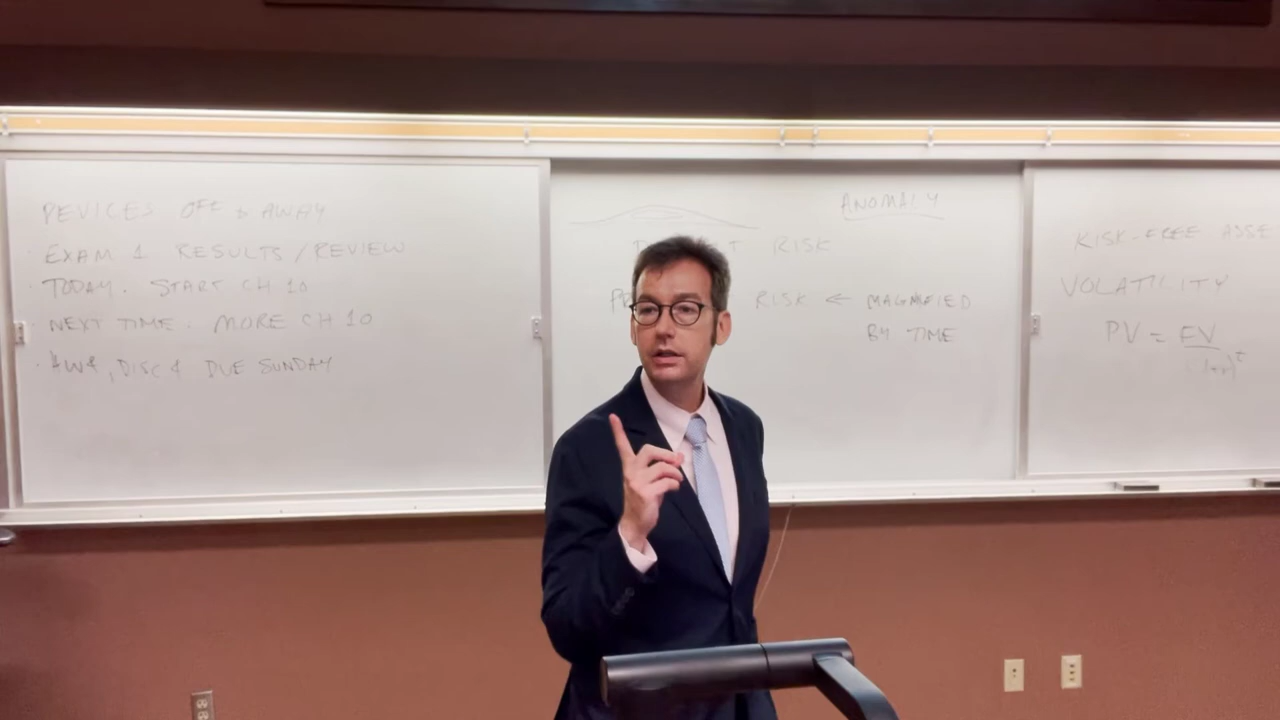 DEVICES OFF & AWAY
· EXAM 1 RESULTS / REVIEW
· TODAY. START CH 10
· NEXT TIME. MORE CH 10
· HW4, DISC 4 DUE SUNDAY
ANOMALY
RISK
RISK ← MAGNIFIED
BY TIME
RISK-FREE ASSE
VOLATILITY
PV = FV
(1+r)^t